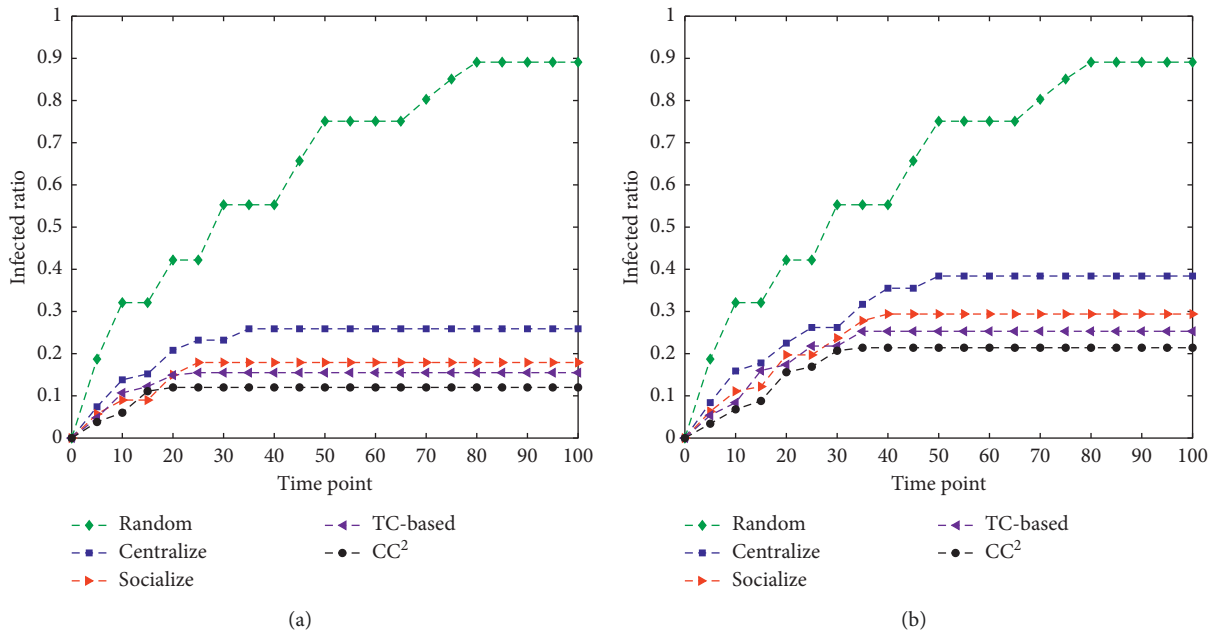 1
0.9
0.8
0.7
0.6
0.5
0.4
0.3
0.2
0.1
0
Infected ratio
0 10 20 30 40 50 60 70 80 90 100
Time point
Random
Centralize
Socialize
TC-based
CC²
(a)
1
0.9
0.8
0.7
0.6
0.5
0.4
0.3
0.2
0.1
0
Infected ratio
0 10 20 30 40 50 60 70 80 90 100
Time point
Random
Centralize
Socialize
TC-based
CC²
(b)